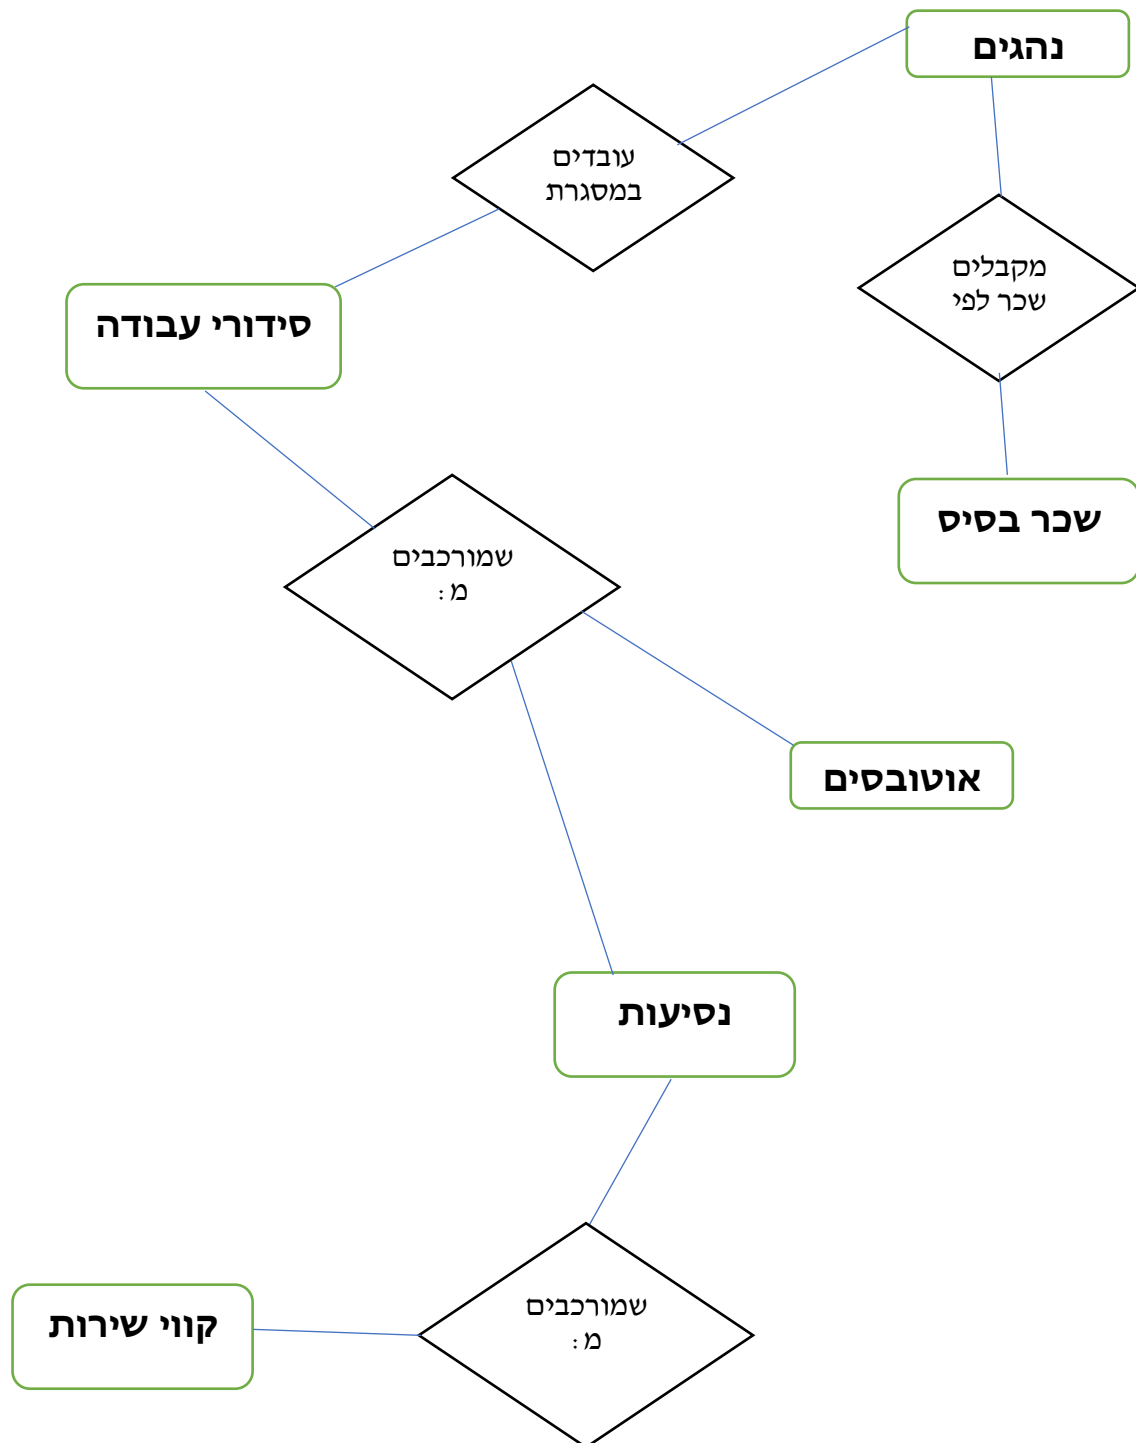 נהגים
עובדים
במסגרת
מקבלים
שכר לפי
סידורי עבודה
שכר בסיס
שמורכבים
מ:
אוטובסים
נסיעות
שמורכבים
מ:
קווי שירות